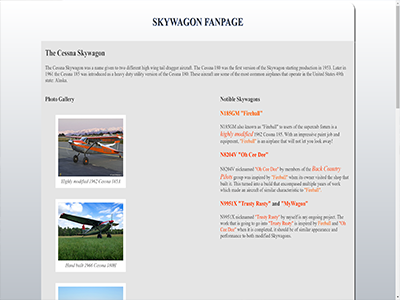 SKYWAGON FANPAGE
The Cessna Skywagon
The Cessna Skywagon was a name given to two different high wing tail dragger aircraft. The Cessna 180 was the first version of the Skywagon starting production in 1953. Later in
1961 the Cessna 185 was introduced as a heavy duty utility version of the Cessna 180. These aircraft are some of the most common airplanes that operate in the United States 49th
state: Alaska.
Photo Gallery
Highly modified 1962 Cessna 185A
Hand built 1966 Cessna 180H
Notible Skywagons
N185GM "Fireball"
N185GM also known as "Fireball" to users of the supercub forum is a
highly modified 1962 Cessna 185. With an impressive paint job and
equipment, "Fireball" is an airplane that will not let you look away!
N8204V "Oh Cee Dee"
N8204V nicknamed "Oh Cee Dee" by members of the Back Country
Pilots group was inspired by "Fireball" when its owner visited the shop that
built it. This turned into a build that encompassed multiple years of work
which made an aircraft of similar characteristic to "Fireball".
N9951X "Trusty Rusty" and "MyWagon"
N9951X nicknamed "Trusty Rusty" by myself is my ongoing project. The
work that is going to go into "Trusty Rusty" is inspired by Fireball and "Oh
Cee Dee" when it is completed, it should be of similar appearance and
performance to both modified Skywagons.